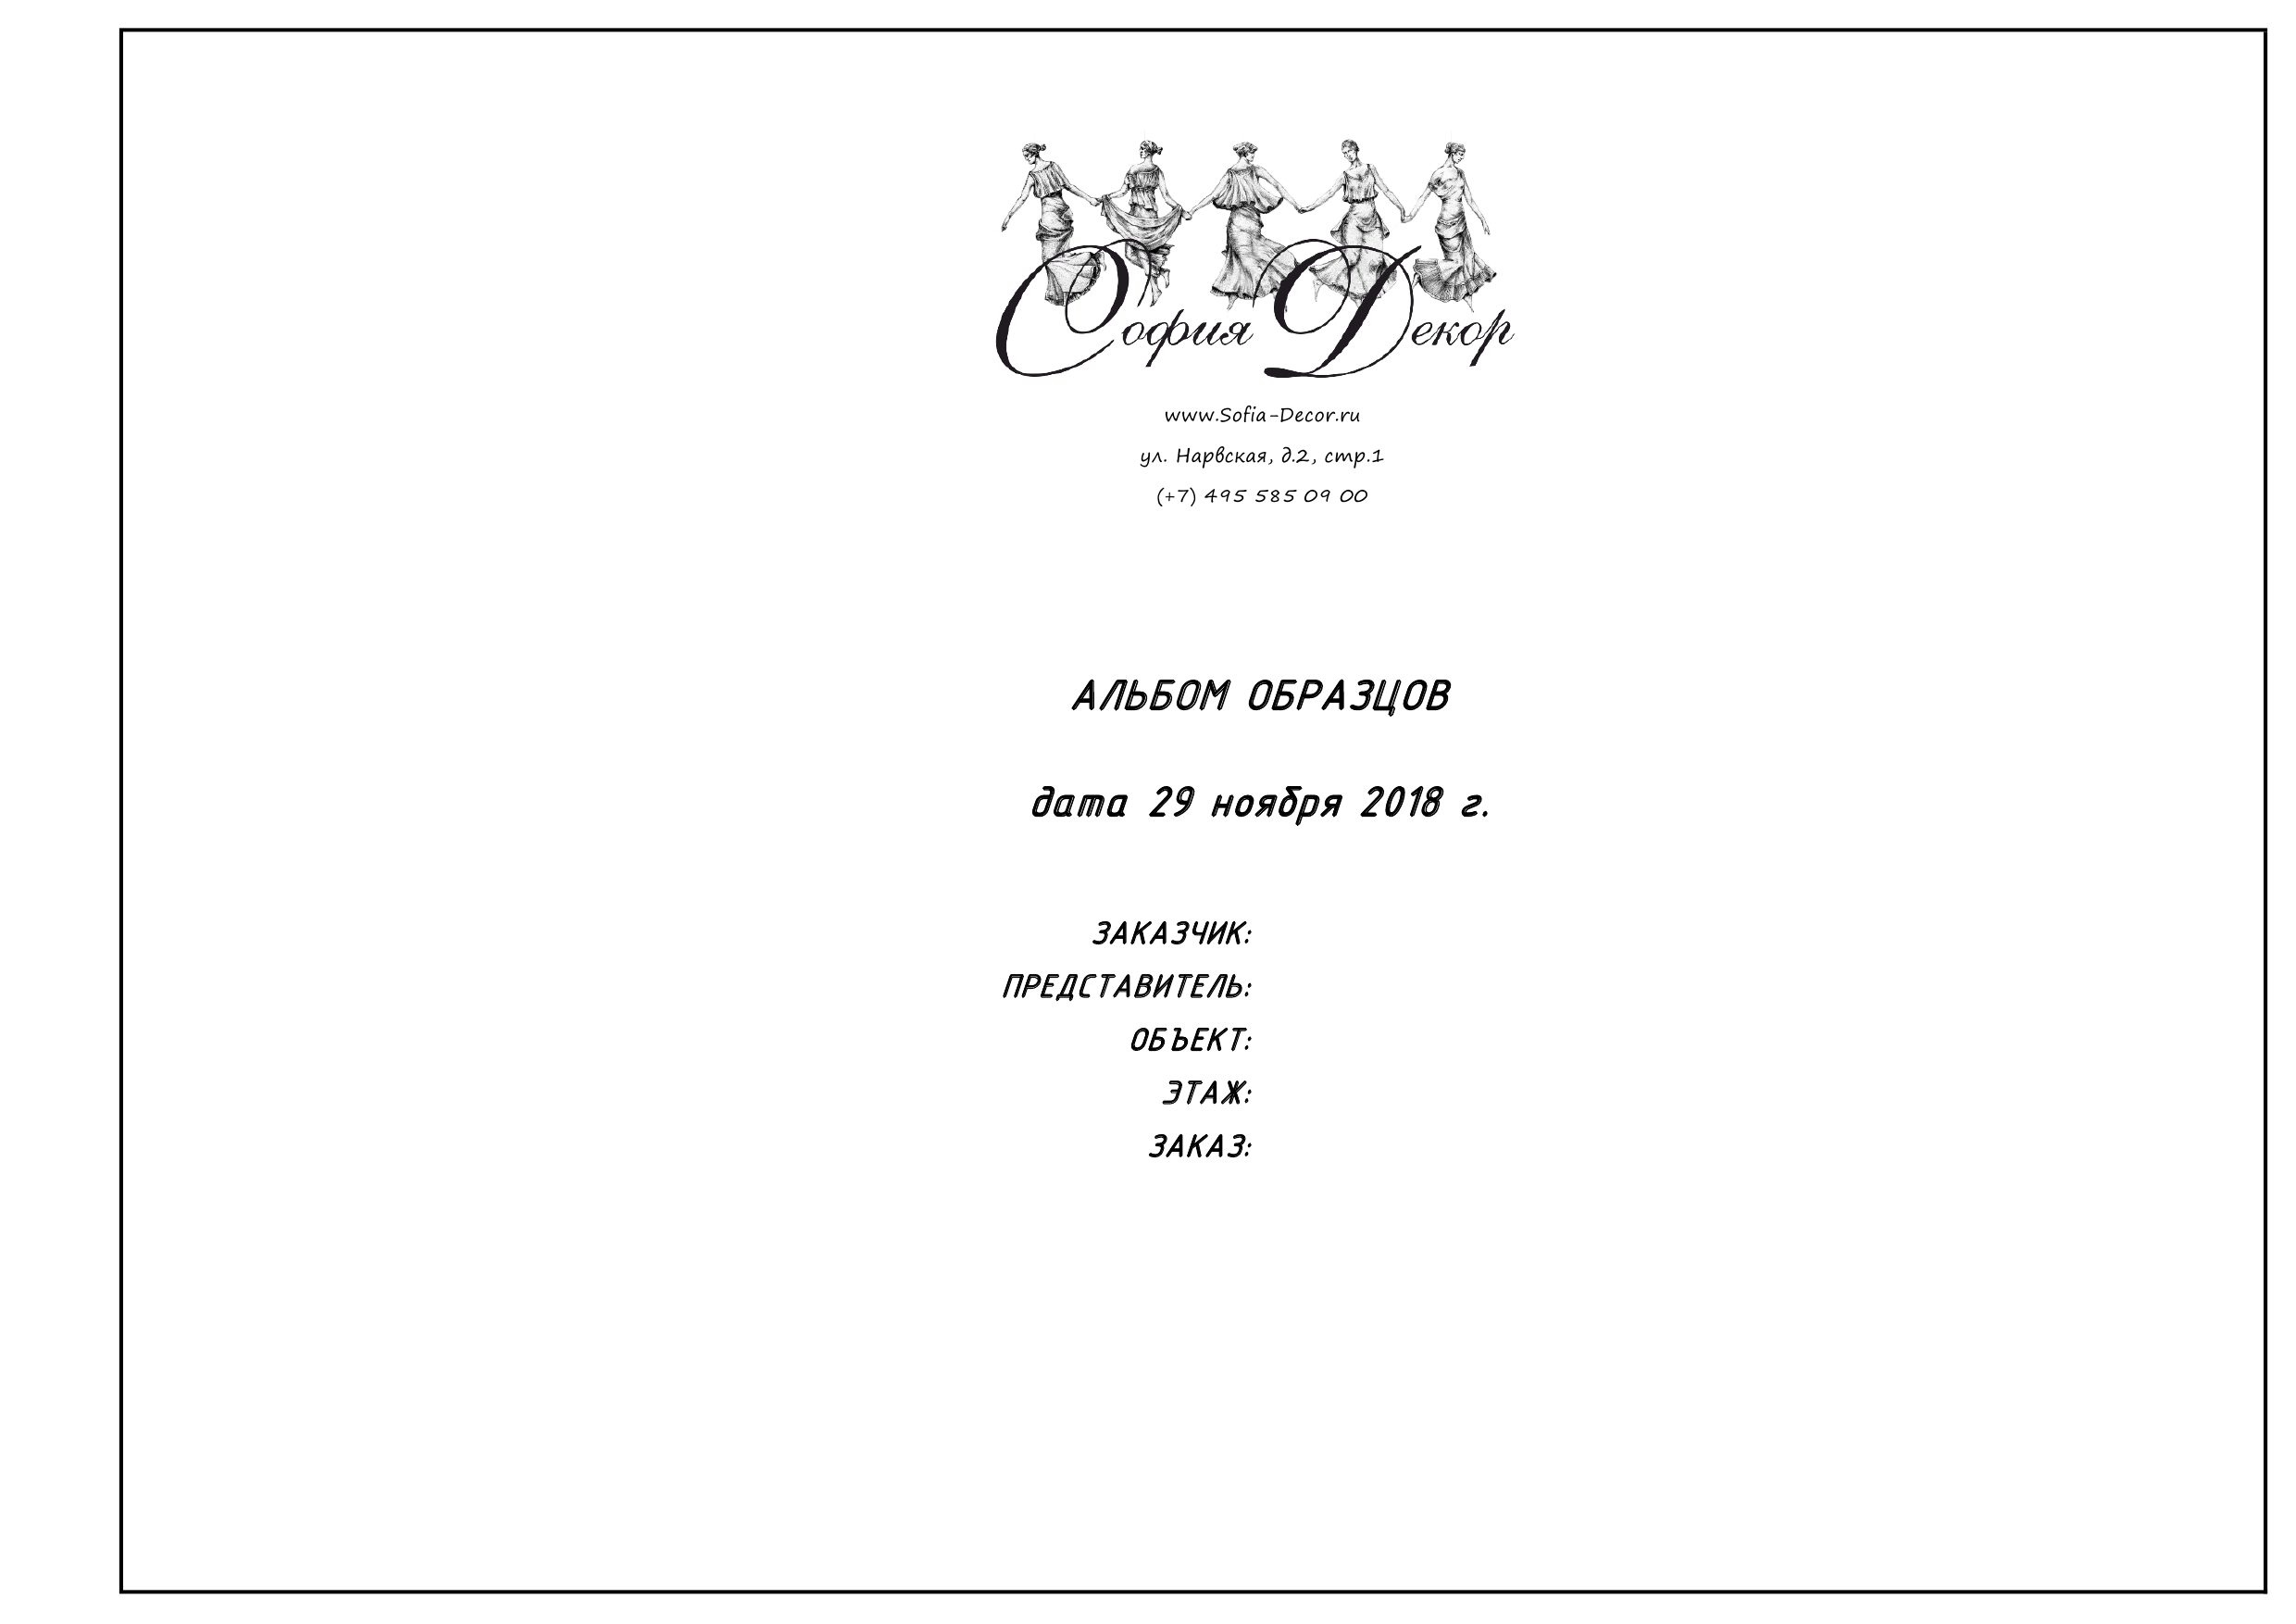 София Декор
www.Sofia-Decor.ru
ул. Нарвская, д.2, стр.1
(+7) 495 585 09 00
АЛЬБОМ ОБРАЗЦОВ
дата 29 ноября 2018 г.
ЗАКАЗЧИК:
ПРЕДСТАВИТЕЛЬ:
ОБЪЕКТ:
ЭТАЖ:
ЗАКАЗ: